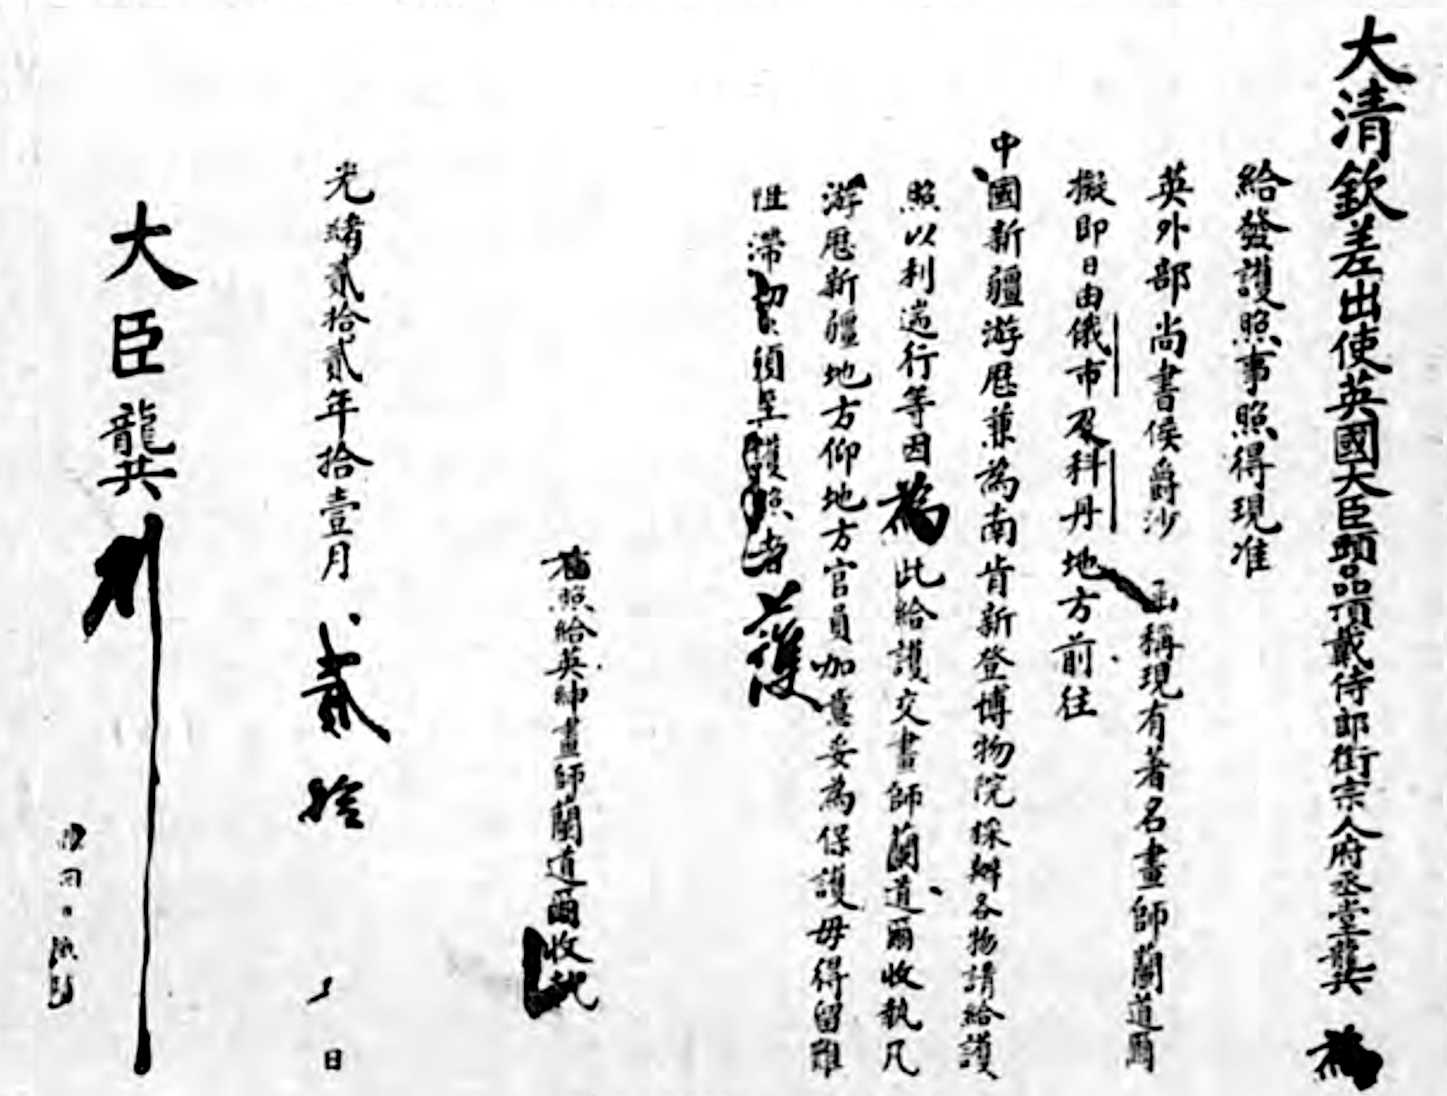 大清欽差出使英國大臣頭品頂戴侍郎銜宗人府丞堂龔 為
給發護照事照得現准
英外部尚書侯爵沙 函稱現有著名畫師蘭道爾
擬即日由俄市及科丹地方前往
中國新疆游歷兼為南肯新登博物院採辦各物請給護
照以利遄行等因為此給護交畫師蘭道爾收執凡
游歷新疆地方仰地方官員加意妥為保護毋得留難
阻滯切須至護照者 護
右照給英紳畫師蘭道爾收執
光緒貳拾貳年拾壹月 貳拾 日
大臣龔